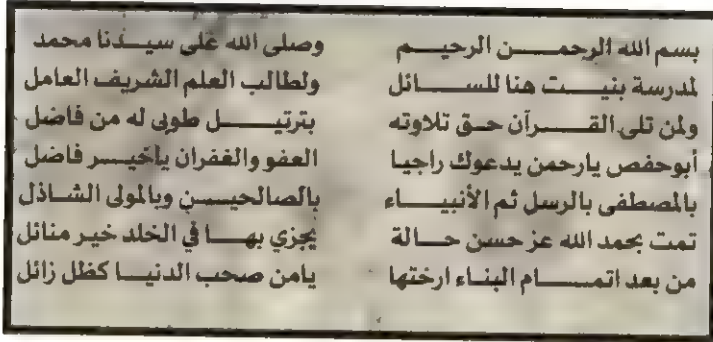 بسم الله الرحمن الرحيم وصلى الله على سيدنا محمد
لمدرسة بنيت هنا للسائل ولطالب العلم الشريف العامل
ولمن تلى القرآن حق تلاوته بترتيل طوبى له من فاضل
أبوحفص يارحمن يدعوك راجيا العفو والغفران ياخير فاضل
بالمصطفى بالرسل ثم الأنبياء بالصالحين وبالمولى الشاذل
تمت بحمد الله عز حسن حالة يجزي بها في الخلد خير منائل
من بعد اتمام البناء ارختها يامن صحب الدنيا كظل زائل